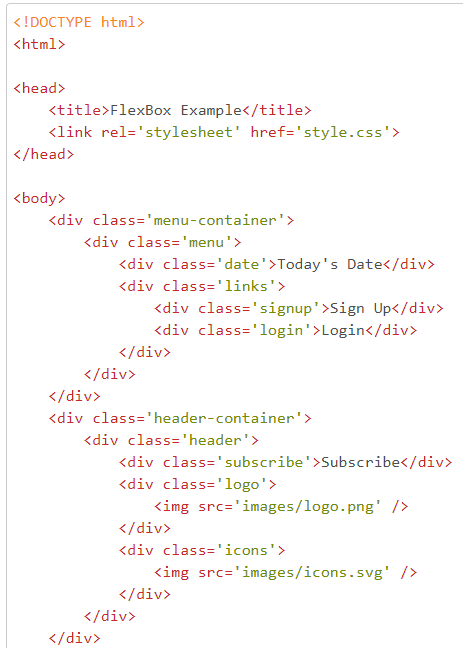 <!DOCTYPE html>
<html>

<head>
    <title>FlexBox Example</title>
    <link rel='stylesheet' href='style.css'>
</head>

<body>
    <div class='menu-container'>
        <div class='menu'>
            <div class='date'>Today's Date</div>
            <div class='links'>
                <div class='signup'>Sign Up</div>
                <div class='login'>Login</div>
            </div>
        </div>
    </div>
    <div class='header-container'>
        <div class='header'>
            <div class='subscribe'>Subscribe</div>
            <div class='logo'>
                <img src='images/logo.png' />
            </div>
            <div class='icons'>
                <img src='images/icons.svg' />
            </div>
        </div>
    </div>